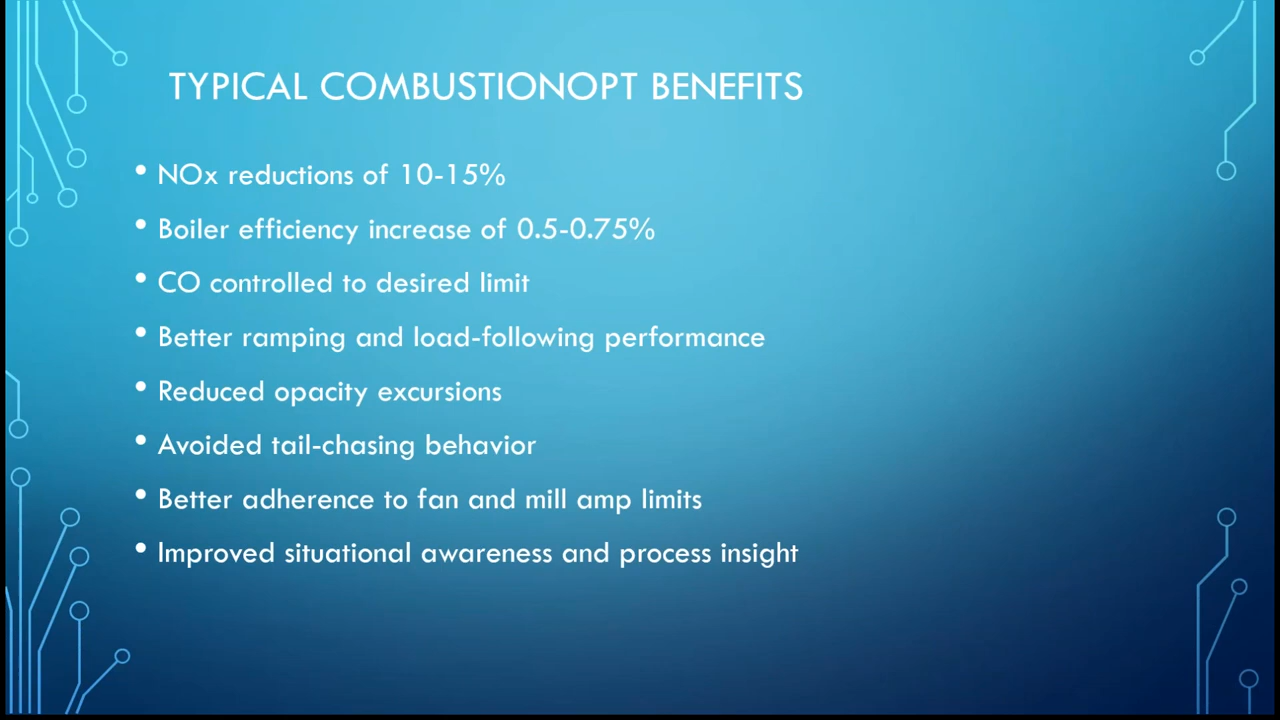 TYPICAL COMBUSTIONOPT BENEFITS
• NOx reductions of 10-15%
• Boiler efficiency increase of 0.5-0.75%
• CO controlled to desired limit
• Better ramping and load-following performance
• Reduced opacity excursions
• Avoided tail-chasing behavior
• Better adherence to fan and mill amp limits
• Improved situational awareness and process insight